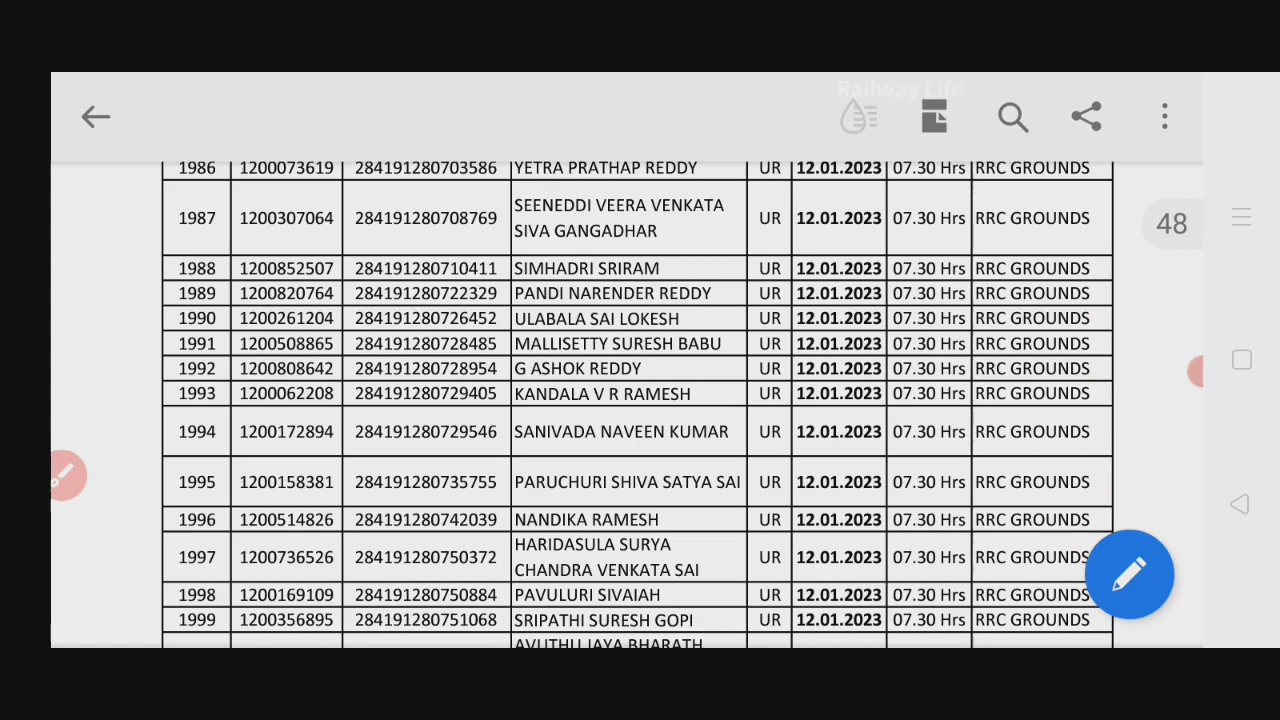 Railway Life
1986 1200073619 284191280703586 YETRA PRATHAP REDDY UR 12.01.2023 07.30 Hrs RRC GROUNDS
1987 1200307064 284191280708769 SEENEDDI VEERA VENKATA SIVA GANGADHAR UR 12.01.2023 07.30 Hrs RRC GROUNDS
48
1988 1200852507 284191280710411 SIMHADRI SRIRAM UR 12.01.2023 07.30 Hrs RRC GROUNDS
1989 1200820764 284191280722329 PANDI NARENDER REDDY UR 12.01.2023 07.30 Hrs RRC GROUNDS
1990 1200261204 284191280726452 ULABALA SAI LOKESH UR 12.01.2023 07.30 Hrs RRC GROUNDS
1991 1200508865 284191280728485 MALLISETTY SURESH BABU UR 12.01.2023 07.30 Hrs RRC GROUNDS
1992 1200808642 284191280728954 G ASHOK REDDY UR 12.01.2023 07.30 Hrs RRC GROUNDS
1993 1200062208 284191280729405 KANDALA V R RAMESH UR 12.01.2023 07.30 Hrs RRC GROUNDS
1994 1200172894 284191280729546 SANIVADA NAVEEN KUMAR UR 12.01.2023 07.30 Hrs RRC GROUNDS
1995 1200158381 284191280735755 PARUCHURI SHIVA SATYA SAI UR 12.01.2023 07.30 Hrs RRC GROUNDS
1996 1200514826 284191280742039 NANDIKA RAMESH UR 12.01.2023 07.30 Hrs RRC GROUNDS
1997 1200736526 284191280750372 HARIDASULA SURYA CHANDRA VENKATA SAI UR 12.01.2023 07.30 Hrs RRC GROUNDS
1998 1200169109 284191280750884 PAVULURI SIVAIAH UR 12.01.2023 07.30 Hrs RRC GROUNDS
1999 1200356895 284191280751068 SRIPATHI SURESH GOPI UR 12.01.2023 07.30 Hrs RRC GROUNDS
AVUTHU JAYA BHARATH